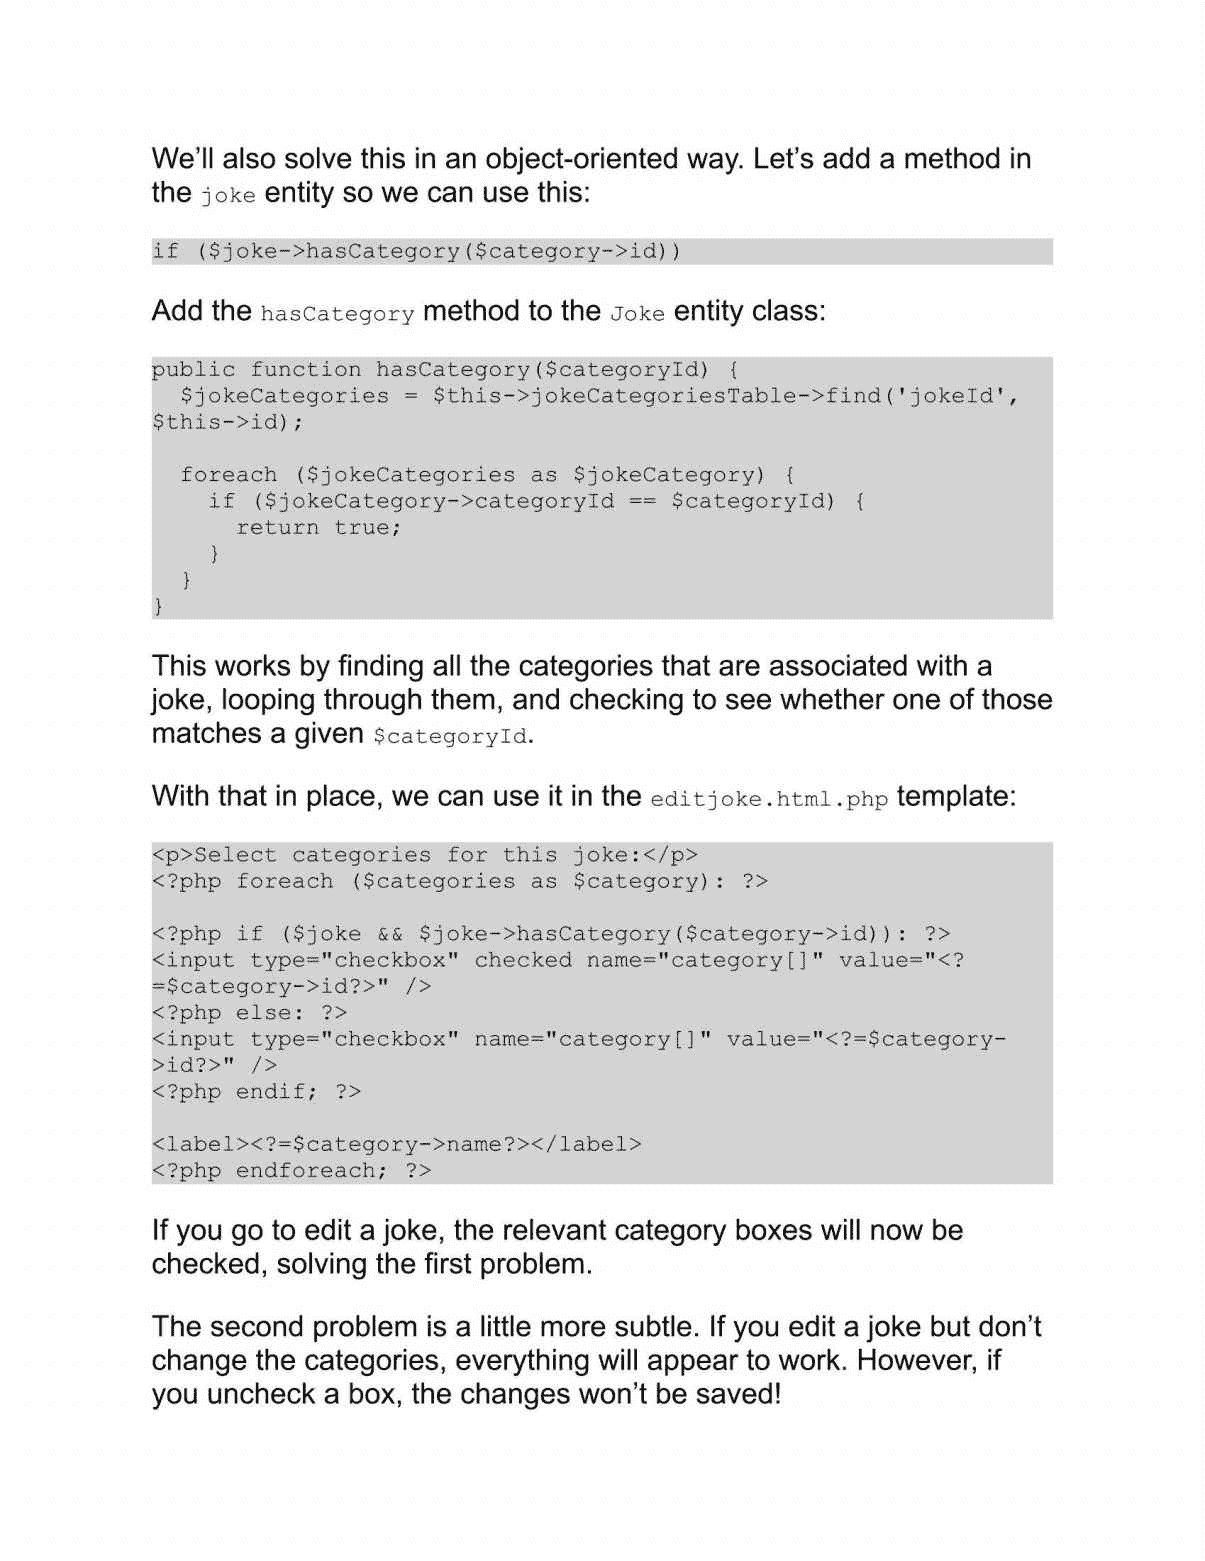 We’ll also solve this in an object-oriented way. Let’s add a method in
the joke entity so we can use this:
if ($joke->hasCategory($category->id))
Add the hasCategory method to the Joke entity class:
public function hasCategory($categoryId) {
  $jokeCategories = $this->jokeCategoriesTable->find('jokeId',
$this->id);
  foreach ($jokeCategories as $jokeCategory) {
    if ($jokeCategory->categoryId == $categoryId) {
      return true;
    }
  }
}
This works by finding all the categories that are associated with a
joke, looping through them, and checking to see whether one of those
matches a given $categoryId.
With that in place, we can use it in the editjoke.html.php template:
<p>Select categories for this joke:</p>
<?php foreach ($categories as $category): ?>
<?php if ($joke && $joke->hasCategory($category->id)): ?>
<input type="checkbox" checked name="category[]" value="<?
=$category->id?>" />
<?php else: ?>
<input type="checkbox" name="category[]" value="<?=$category-
>id?>" />
<?php endif; ?>
<label><?=$category->name?></label>
<?php endforeach; ?>
If you go to edit a joke, the relevant category boxes will now be
checked, solving the first problem.
The second problem is a little more subtle. If you edit a joke but don’t
change the categories, everything will appear to work. However, if
you uncheck a box, the changes won’t be saved!